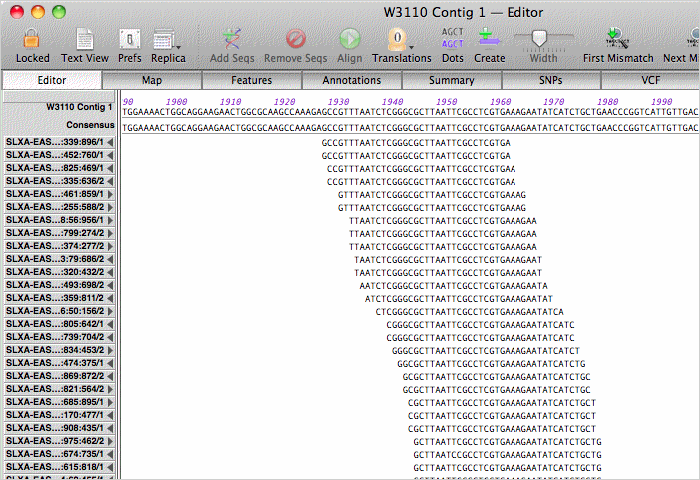 W3110 Contig 1 — Editor
AGCT
AGCT
Locked Text View Prefs Replica Add Seqs Remove Seqs Align Translations Dots Create Width First Mismatch Next M
Editor Map Features Annotations Summary SNPs VCF
90 1900 1910 1920 1930 1940 1950 1960 1970 1980 1990
W3110 Contig 1 TGGAAAACTGGCAGGAAGAACTGGCGCAAGCCAAAGAGCCGTTTAATCTCGGGCGCTTAATTCGCCTCGTGAAAGAATATCATCTGCTGAACCCGGTCATTGTTGAC
Consensus TGGAAAACTGGCAGGAAGAACTGGCGCAAGCCAAAGAGCCGTTTAATCTCGGGCGCTTAATTCGCCTCGTGAAAGAATATCATCTGCTGAACCCGGTCATTGTTGAC
SLXA-EAS...:339:896/1 GCCGTTTAATCTCGGGCGCTTAATTCGCCTCGTGA
SLXA-EAS...:452:760/1 GCCGTTTAATCTCGGGCGCTTAATTCGCCTCGTGA
SLXA-EAS...:825:469/1 CCGTTTAATCTCGGGCGCTTAATTCGCCTCGTGAA
SLXA-EAS...:335:636/2 CCGTTTAATCTCGGGCGCTTAATTCGCCTCGTGAA
SLXA-EAS...:461:859/1 GTTTAATCTCGGGCGCTTAATTCGCCTCGTGAAAG
SLXA-EAS...:255:588/2 GTTTAATCTCGGGCGCTTAATTCGCCTCGTGAAAG
SLXA-EAS...8:56:956/1 TTAATCTCGGGCGCTTAATTCGCCTCGTGAAAGAA
SLXA-EAS...:799:274/2 TTAATCTCGGGCGCTTAATTCGCCTCGTGAAAGAA
SLXA-EAS...:374:277/2 TTAATCTCGGGCGCTTAATTCGCCTCGTGAAAGAA
SLXA-EAS...3:79:686/2 TAATCTCGGGCGCTTAATTCGCCTCGTGAAAGAAT
SLXA-EAS...:320:432/2 TAATCTCGGGCGCTTAATTCGCCTCGTGAAAGAAT
SLXA-EAS...:493:698/2 AATCTCGGGCGCTTAATTCGCCTCGTGAAAGAATA
SLXA-EAS...:359:811/2 ATCTCGGGCGCTTAATTCGCCTCGTGAAAGAATAT
SLXA-EAS...6:50:156/2 CTCGGGCGCTTAATTCGCCTCGTGAAAGAATATCA
SLXA-EAS...:805:642/1 CGGGCGCTTAATTCGCCTCGTGAAAGAATATCATC
SLXA-EAS...:739:704/2 CGGGCGCTTAATTCGCCTCGTGAAAGAATATCATC
SLXA-EAS...:834:453/2 GGGCGCTTAATTCGCCTCGTGAAAGAATATCATCT
SLXA-EAS...:474:375/1 GGCGCTTAATTCGCCTCGTGAAAGAATATCATCTG
SLXA-EAS...:869:872/2 GCGCTTAATTCGCCTCGTGAAAGAATATCATCTGC
SLXA-EAS...:821:564/2 GCGCTTAATTCGCCTCGTGAAAGAATATCATCTGC
SLXA-EAS...:685:895/1 CGCTTAATTCGCCTCGTGAAAGAATATCATCTGCT
SLXA-EAS...:170:477/1 CGCTTAATTCGCCTCGTGAAAGAATATCATCTGCT
SLXA-EAS...:908:435/1 CGCTTAATTCGCCTCGTGAAAGAATATCATCTGCT
SLXA-EAS...:975:462/2 GCTTAATTCGCCTCGTGAAAGAATATCATCTGCTG
SLXA-EAS...:674:735/1 GCTTAATCCGCCTCGTGAAAGAATATCATCTGCTG
SLXA-EAS...:615:818/1 GCTTAATTCGCCTCGTGAAAGAATATCATCTGCTG